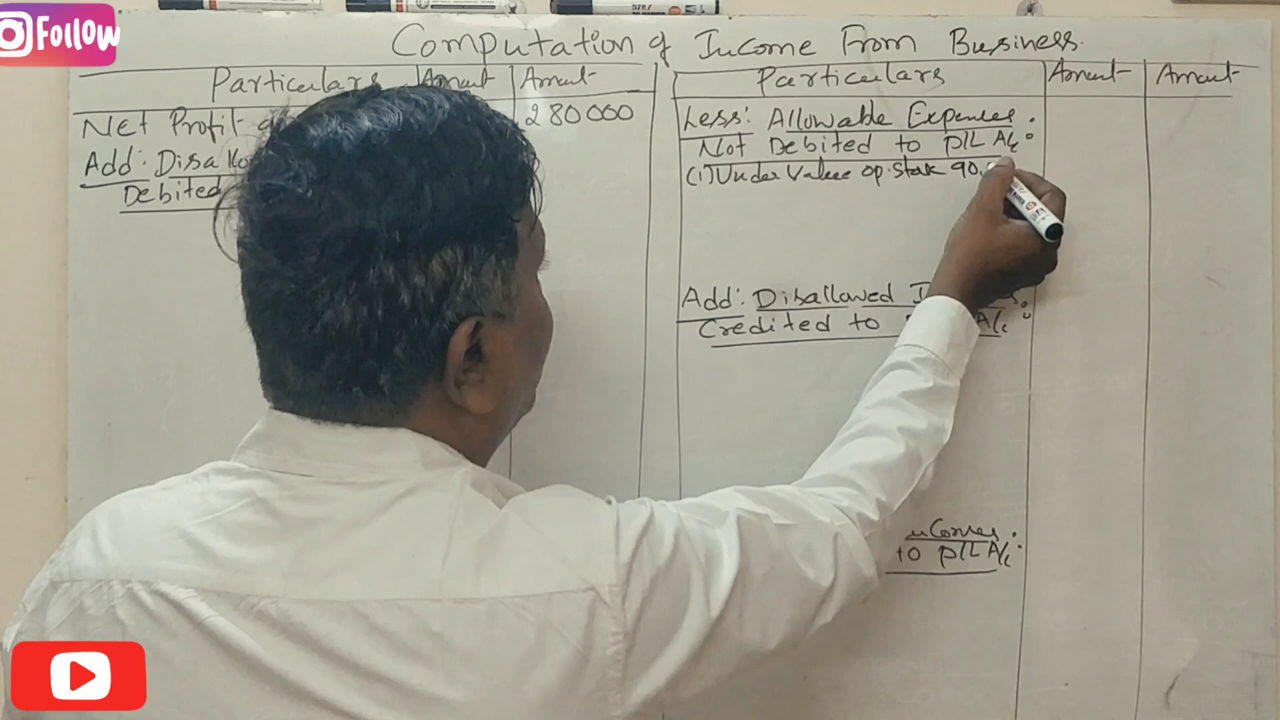 Follow
Computation of Income From Business.
Particulars Amount Amount
Net Profit 280000
Add: Disallo
Debited
Particulars Amount Amount
Less: Allowable Expenses.
Not Debited to P/L A/c:
(1) Under Value op. stock 90,
Add: Disallowed I
Credited to A/c:
ncomes:
to P/L A/c: